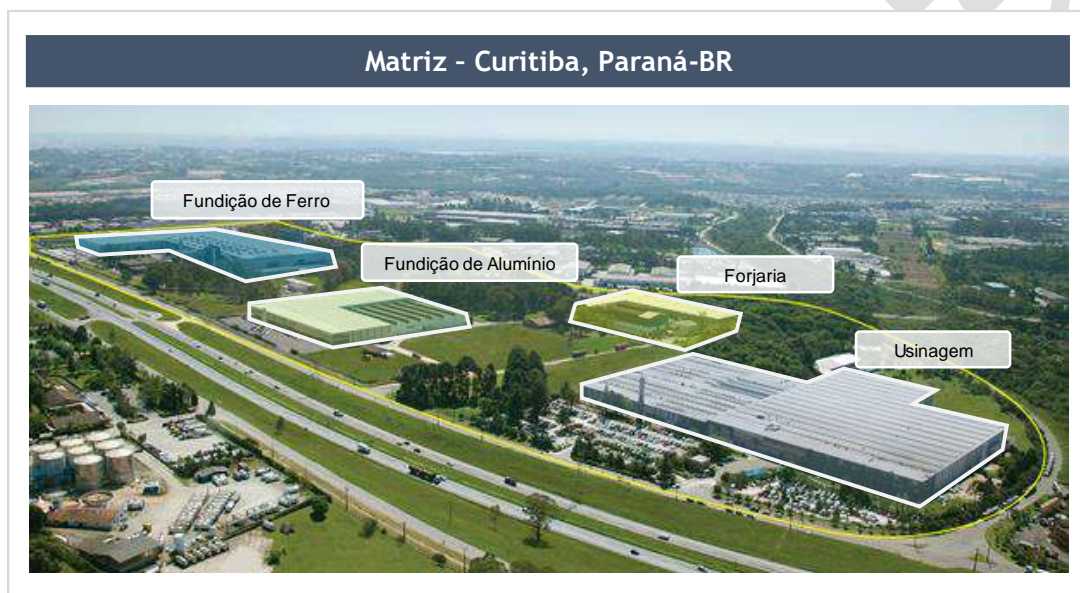 Matriz - Curitiba, Paraná-BR
Fundição de Ferro
Fundição de Alumínio
Forjaria
Usinagem